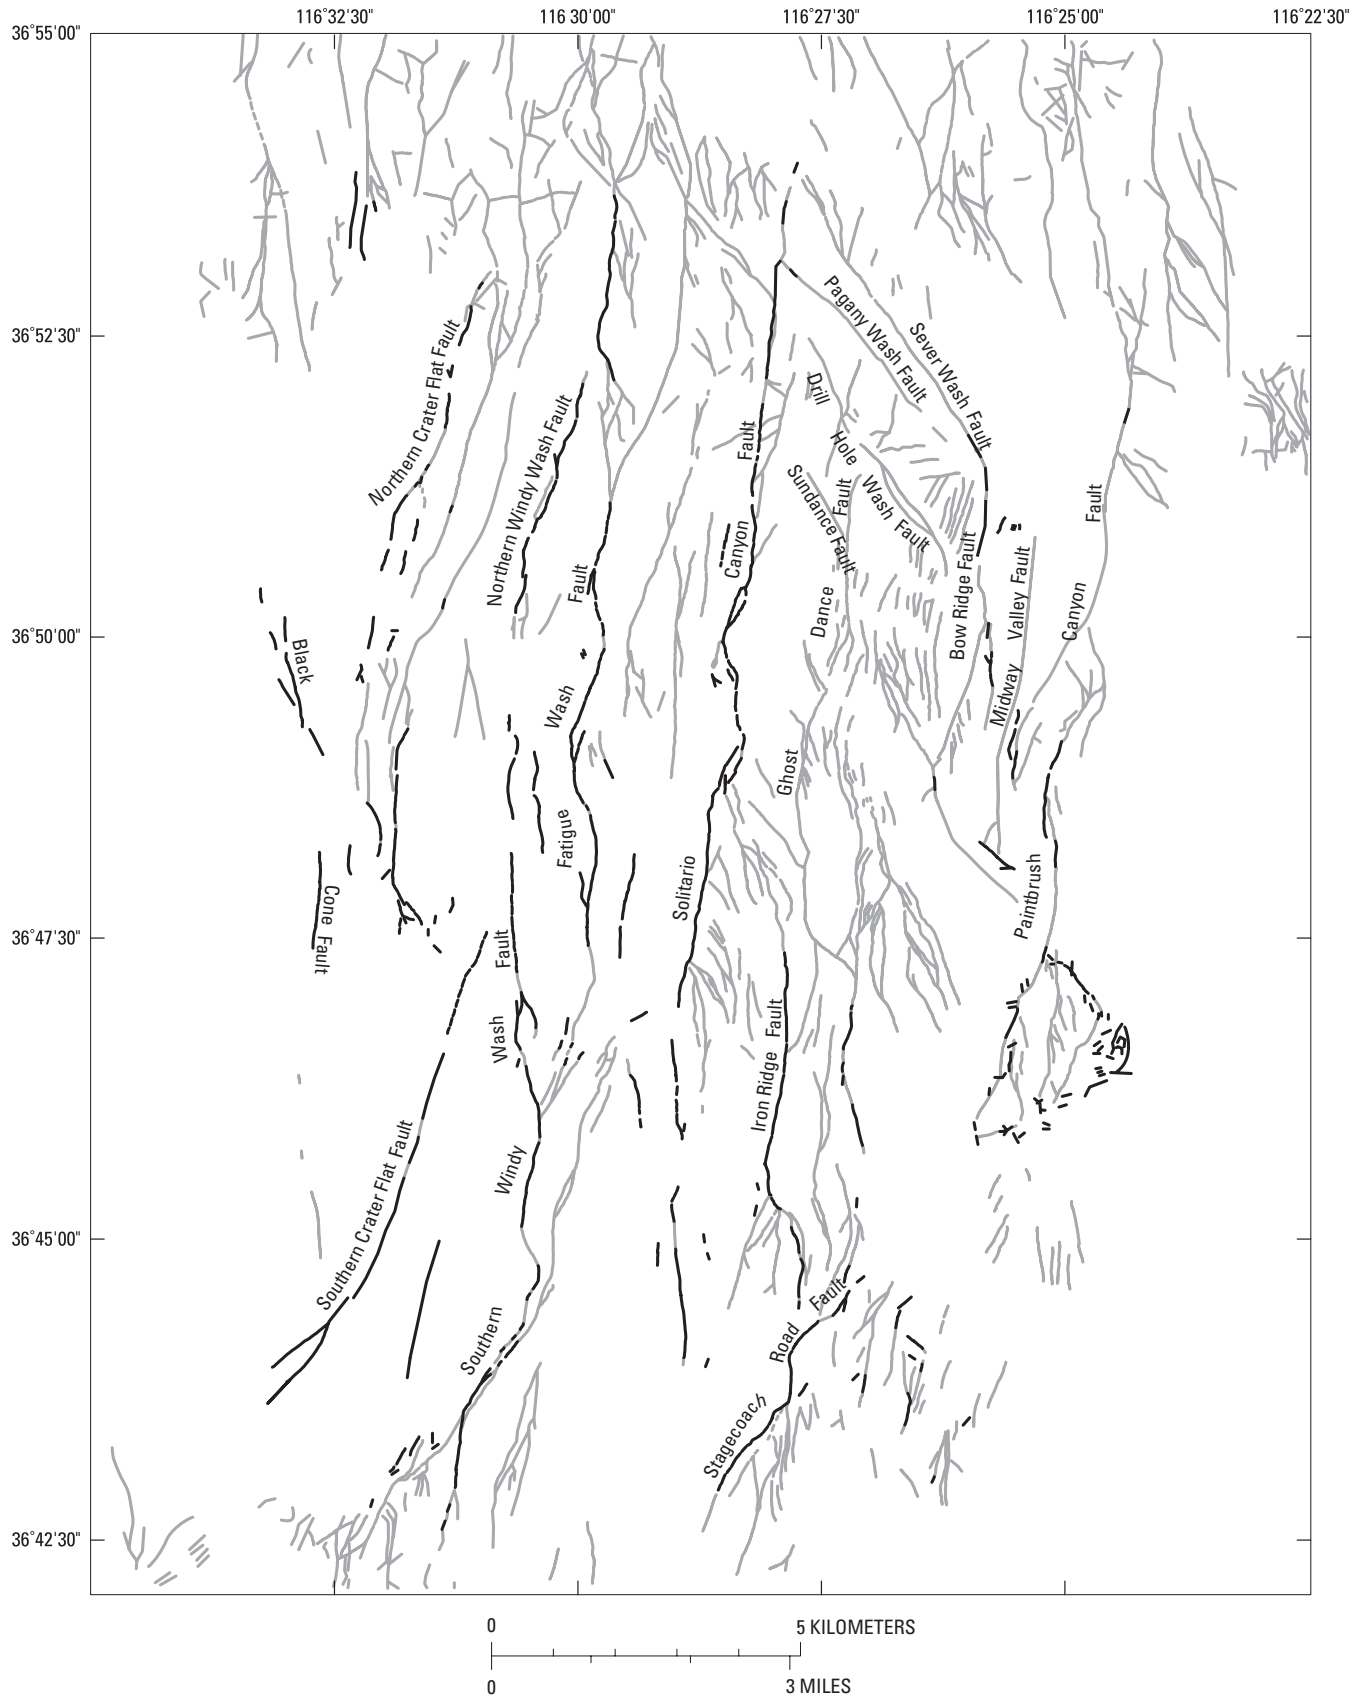 116°32'30"
116 30'00"
116°27'30"
116°25'00"
116°22'30"
36°55'00"
36°52'30"
36°50'00"
36°47'30"
36°45'00"
36°42'30"
Northern Crater Flat Fault
Northern Windy Wash Fault
Fatigue Wash Fault
Solitario Canyon Fault
Pagany Wash Fault
Sever Wash Fault
Drill Hole Wash Fault
Sundance Fault
Ghost Dance Fault
Bow Ridge Fault
Midway Valley Fault
Paintbrush Canyon Fault
Black Cone Fault
Southern Crater Flat Fault
Southern Windy Wash Fault
Iron Ridge Fault
Stagecoach Road Fault
0 5 KILOMETERS
0 3 MILES